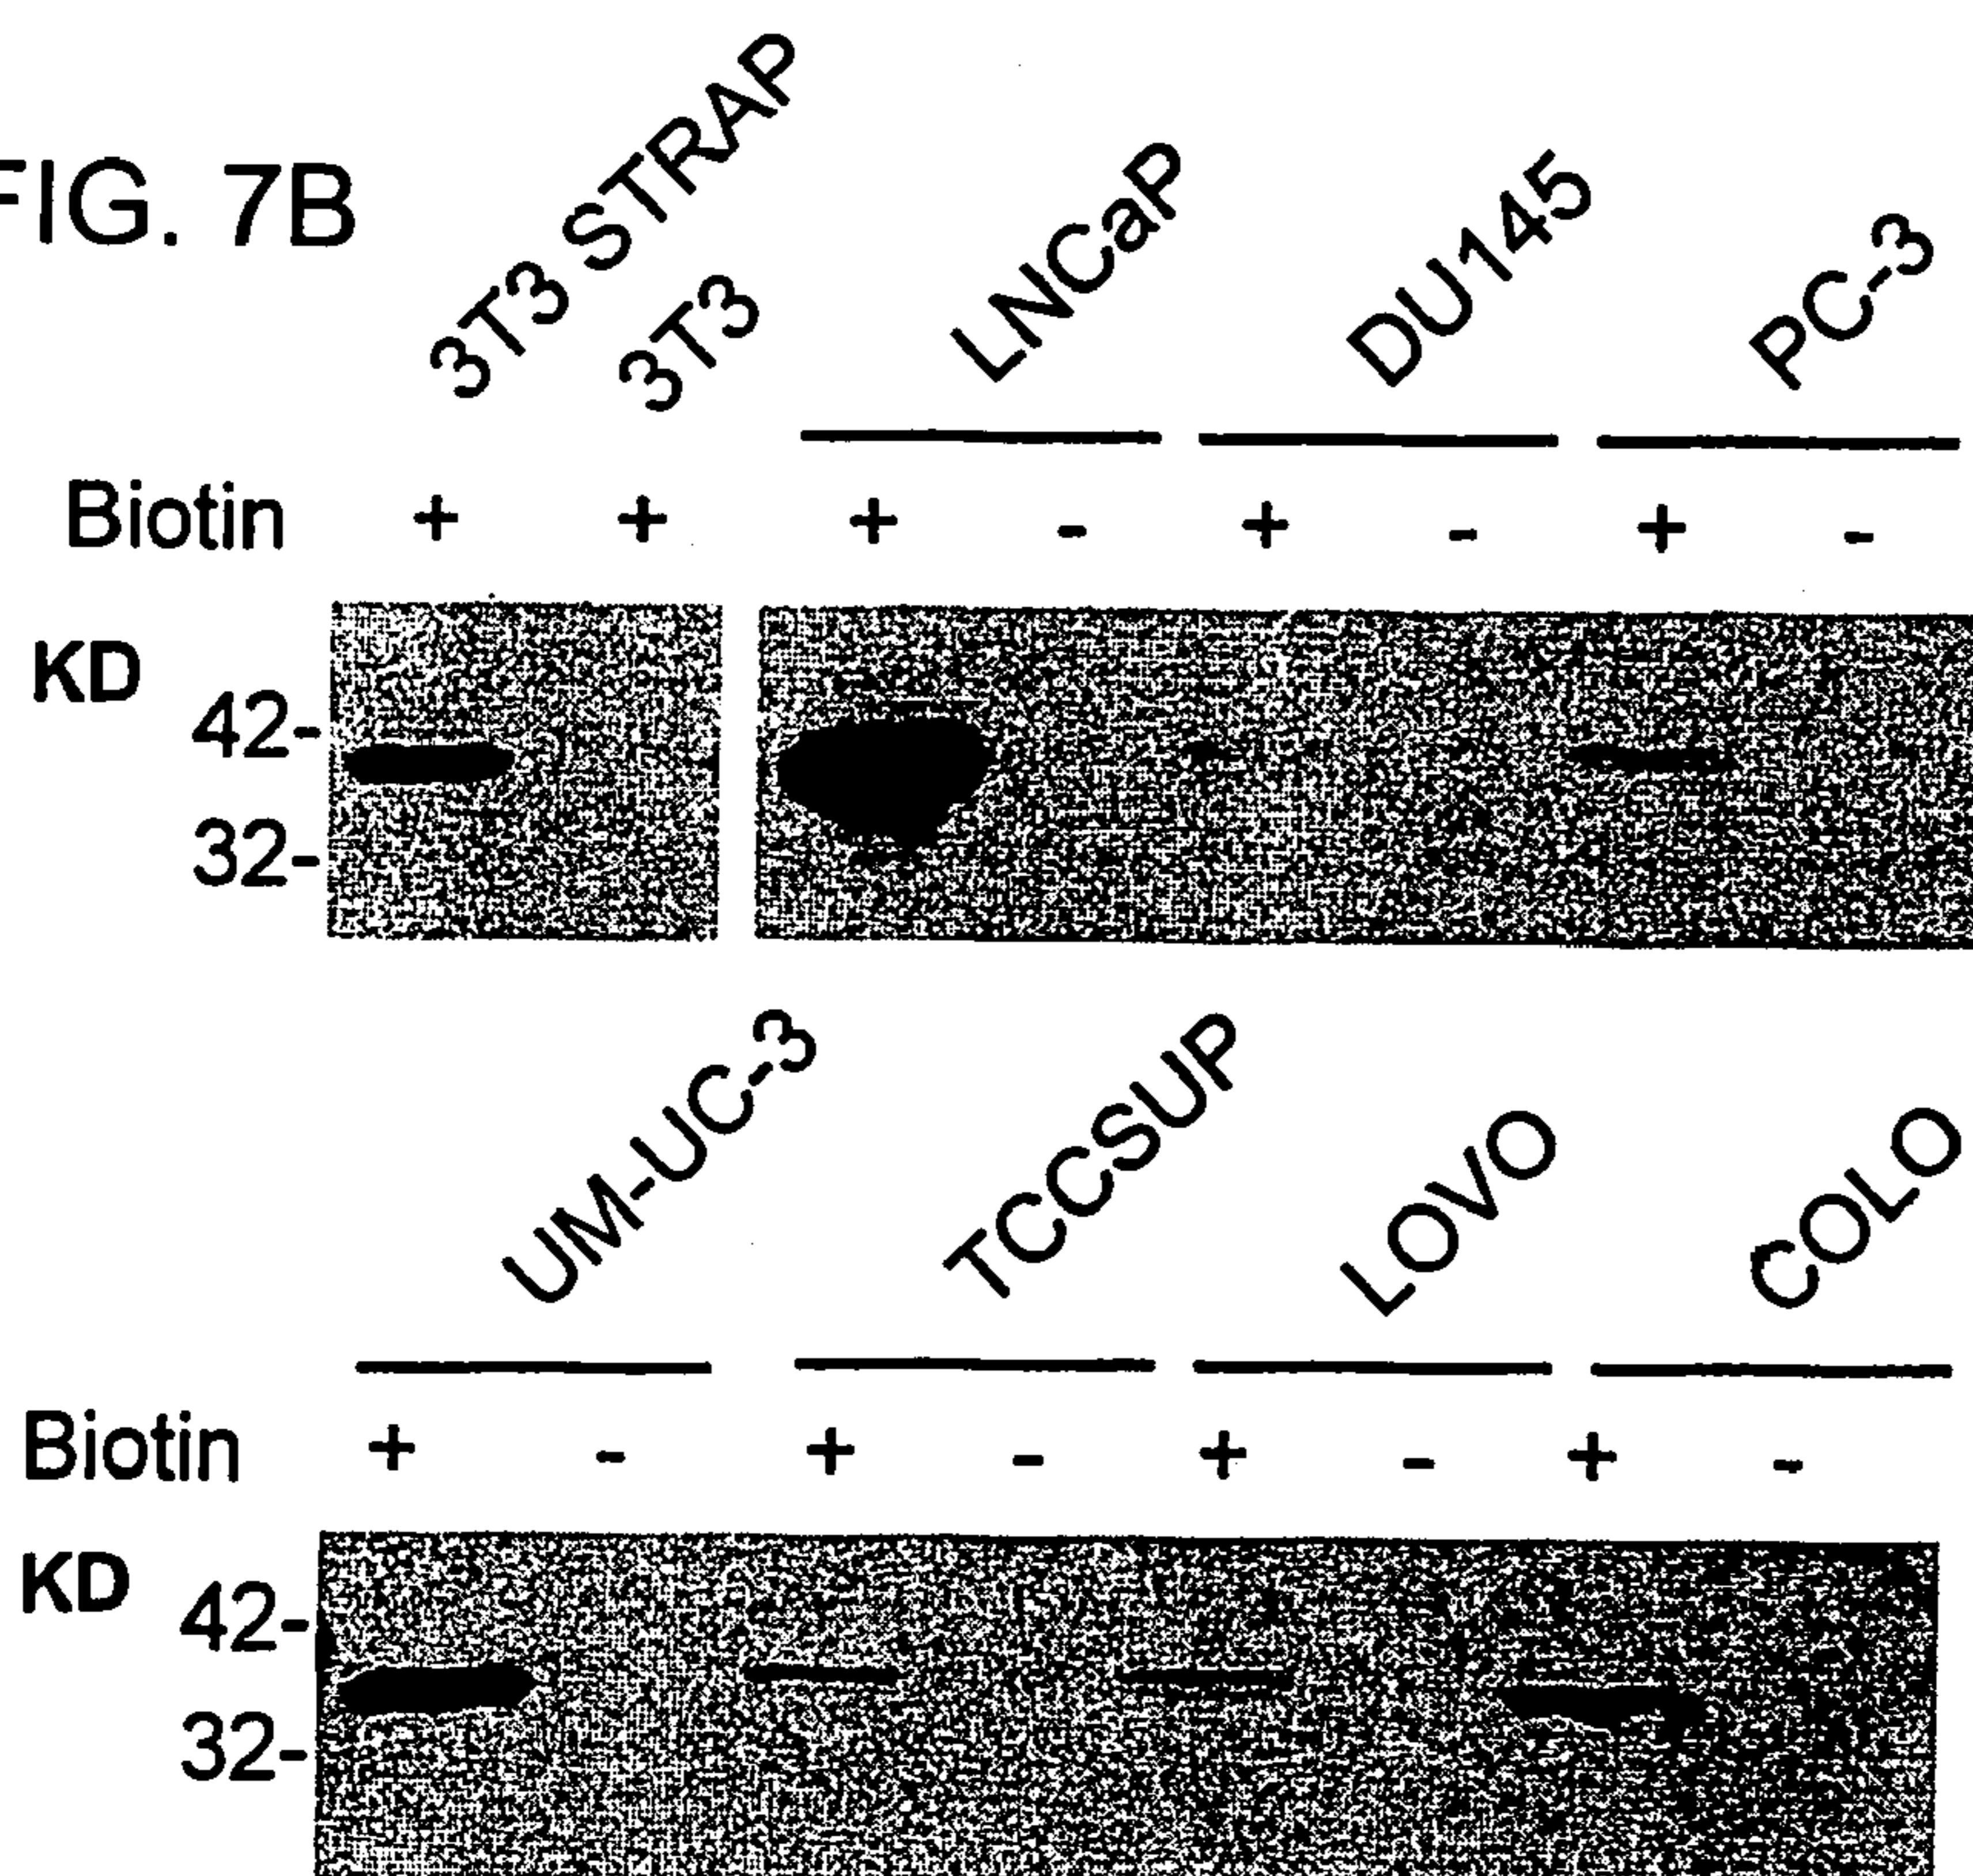 FIG. 7B
3T3 STRAP
3T3
LNCaP
DU145
PC-3
Biotin + + + - + - + -
KD
42-
32-
UM-UC-3
TCCSUP
LOVO
COLO
Biotin + - + - + - + -
KD
42-
32-